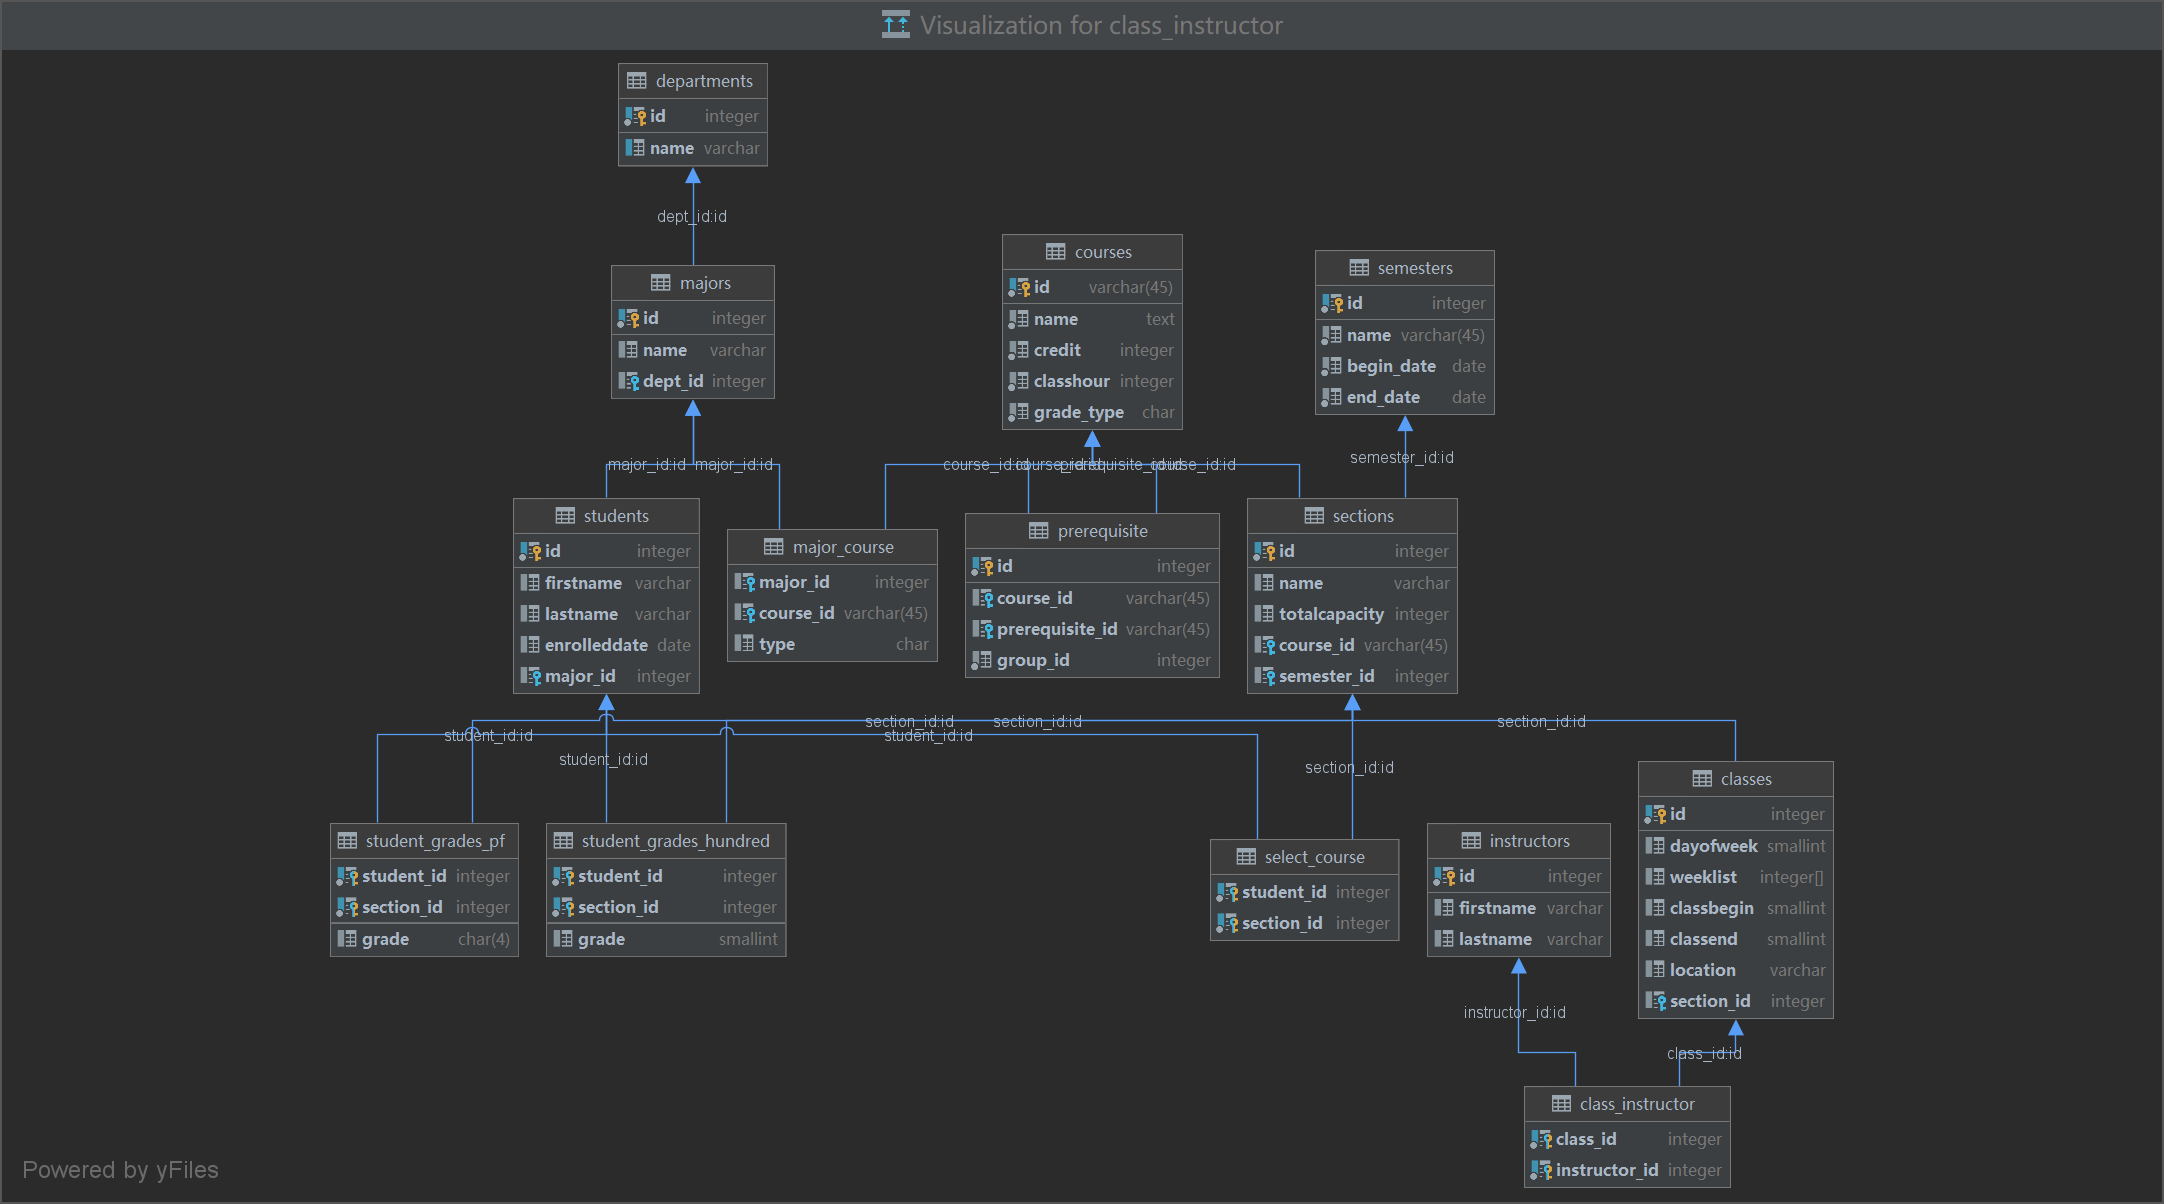 Visualization for class_instructor
departments
id integer
name varchar
dept_id:id
majors
id integer
name varchar
dept_id integer
courses
id varchar(45)
name text
credit integer
classhour integer
grade_type char
semesters
id integer
name varchar(45)
begin_date date
end_date date
major_id:id major_id:id
course_id:id course_id:id prerequisite_id:id course_id:id
semester_id:id
students
id integer
firstname varchar
lastname varchar
enrolleddate date
major_id integer
major_course
major_id integer
course_id varchar(45)
type char
prerequisite
id integer
course_id varchar(45)
prerequisite_id varchar(45)
group_id integer
sections
id integer
name varchar
totalcapacity integer
course_id varchar(45)
semester_id integer
section_id:id section_id:id section_id:id
student_id:id student_id:id
student_id:id
section_id:id
student_grades_pf
student_id integer
section_id integer
grade char(4)
student_grades_hundred
student_id integer
section_id integer
grade smallint
select_course
student_id integer
section_id integer
instructors
id integer
firstname varchar
lastname varchar
classes
id integer
dayofweek smallint
weeklist integer[]
classbegin smallint
classend smallint
location varchar
section_id integer
instructor_id:id
class_id:id
class_instructor
class_id integer
instructor_id integer
Powered by yFiles